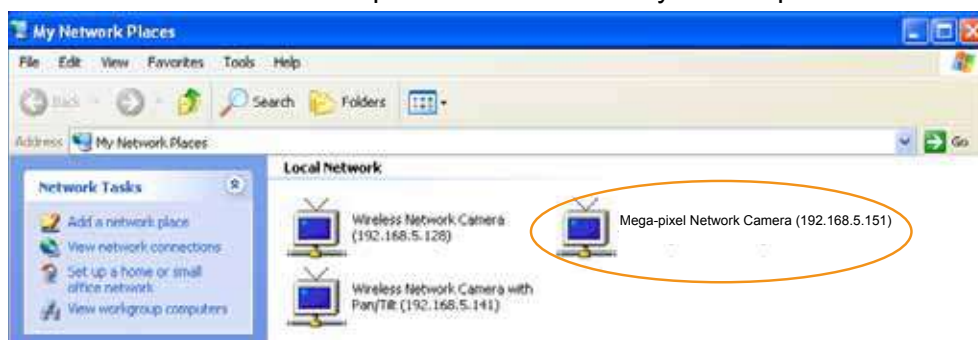 My Network Places
File Edit View Favorites Tools Help
Back Search Folders
Address My Network Places Go
Local Network
Network Tasks
Add a network place
View network connections
Set up a home or small
office network
View workgroup computers
Wireless Network Camera
(192.168.5.128)
Mega-pixel Network Camera (192.168.5.151)
Wireless Network Camera with
Pan/Tilt (192.168.5.141)